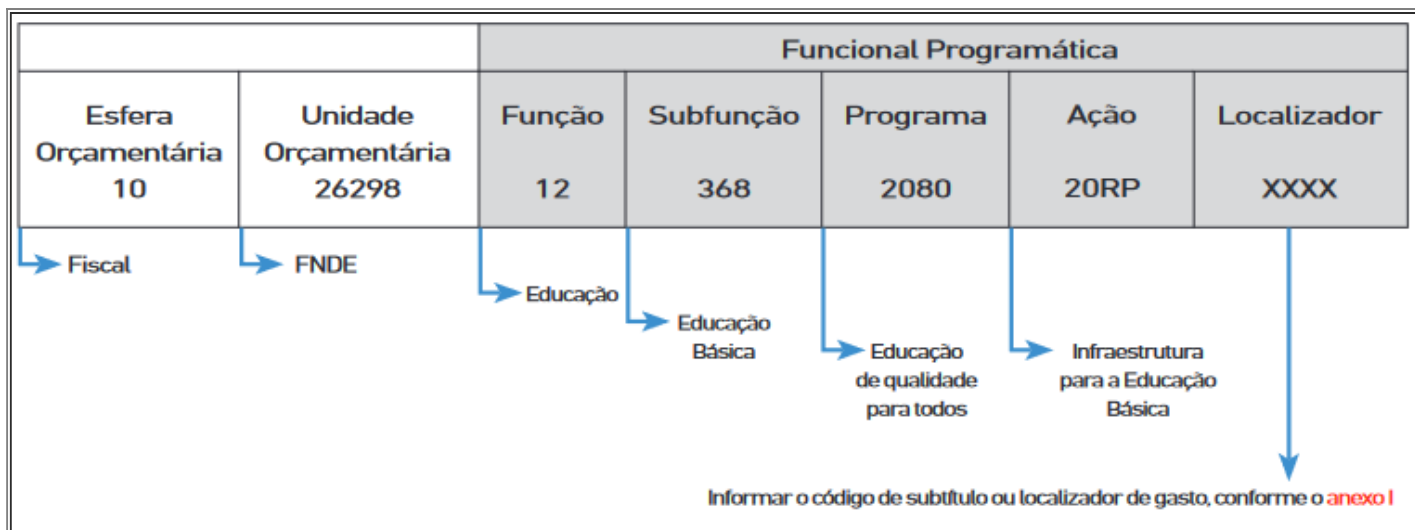 Funcional Programática
Esfera
Orçamentária
10
Unidade
Orçamentária
26298
Função
12
Subfunção
368
Programa
2080
Ação
20RP
Localizador
XXXX
Fiscal
FNDE
Educação
Educação
Básica
Educação
de qualidade
para todos
Infraestrutura
para a Educação
Básica
Informar o código de subtítulo ou localizador de gasto, conforme o anexo I